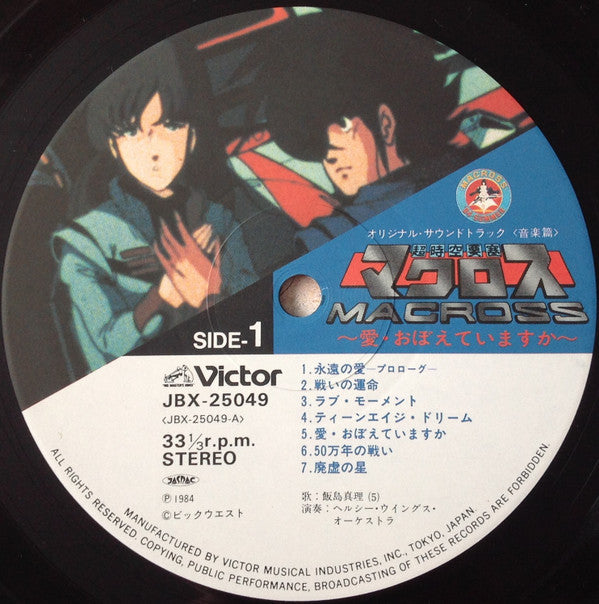 MACROSS
オリジナル・サウンドトラック〈音楽篇〉
超時空要塞
マクロス
MACROSS
～愛・おぼえていますか～
SIDE-1
"HIS MASTER'S VOICE"
Victor
JBX-25049
〈JBX-25049-A〉
33 1/3 r.p.m.
STEREO
JASRAC
Ⓟ 1984
©ビックウエスト
1.永遠の愛—プロローグ—
2.戦いの運命
3.ラブ・モーメント
4.ティーンエイジ・ドリーム
5.愛・おぼえていますか
6.50万年の戦い
7.廃虚の星
歌：飯島真理 (5)
演奏：ヘルシー・ウイングス・
オーケストラ
MANUFACTURED BY VICTOR MUSICAL INDUSTRIES, INC., TOKYO, JAPAN.
ALL RIGHTS RESERVED. COPYING, PUBLIC PERFORMANCE, BROADCASTING OF THESE RECORDS ARE FORBIDDEN.